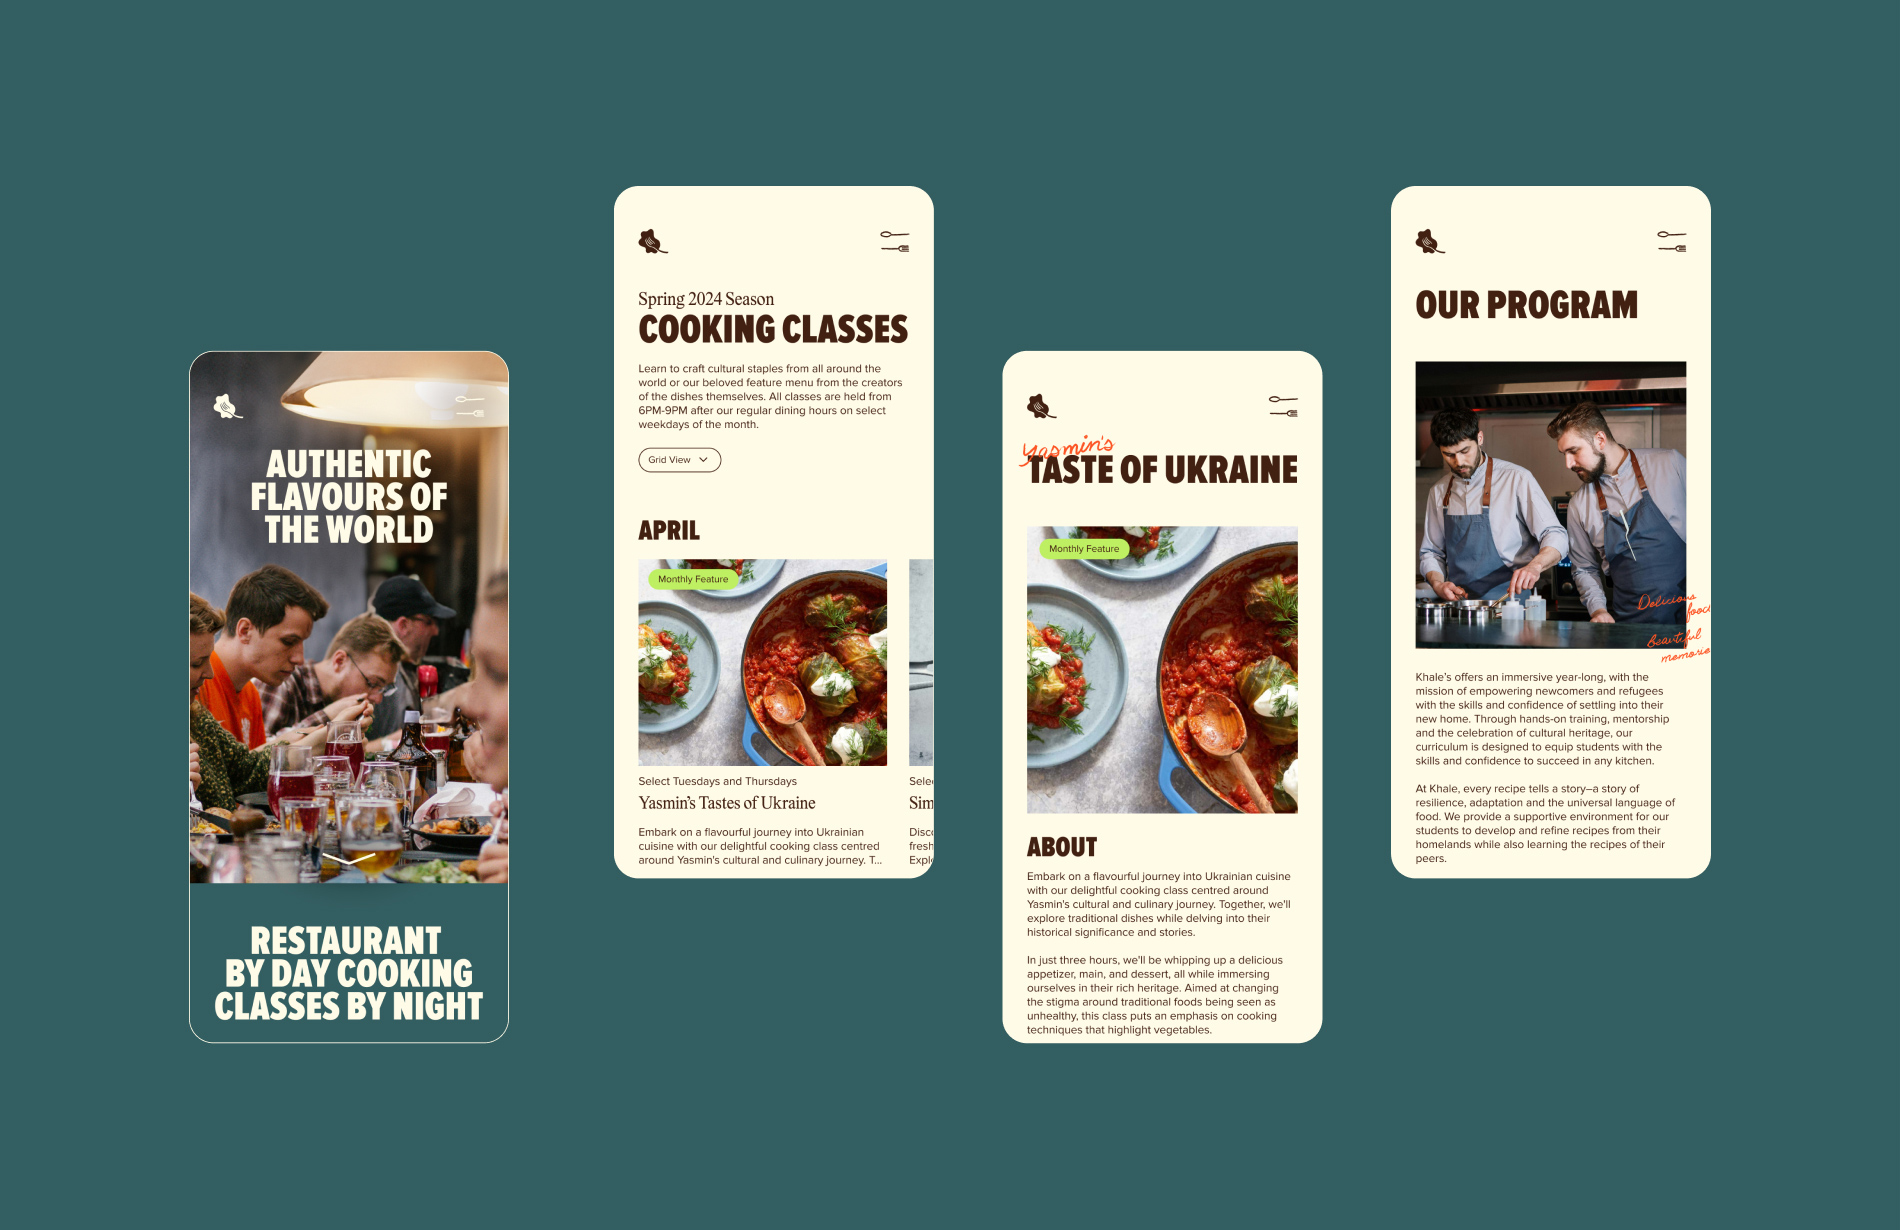 AUTHENTIC
FLAVOURS OF
THE WORLD
RESTAURANT
BY DAY COOKING
CLASSES BY NIGHT
Spring 2024 Season
COOKING CLASSES
Learn to craft cultural staples from all around the
world or our beloved feature menu from the creators
of the dishes themselves. All classes are held from
6PM-9PM after our regular dining hours on select
weekdays of the month.
Grid View
APRIL
Monthly Feature
Select Tuesdays and Thursdays
Yasmin's Tastes of Ukraine
Embark on a flavourful journey into Ukrainian
cuisine with our delightful cooking class centred
around Yasmin's cultural and culinary journey. T...
Selec
Sim
Disco
fresh
Explo
Yasmin's
TASTE OF UKRAINE
Monthly Feature
ABOUT
Embark on a flavourful journey into Ukrainian cuisine
with our delightful cooking class centred around
Yasmin's cultural and culinary journey. Together, we'll
explore traditional dishes while delving into their
historical significance and stories.
In just three hours, we'll be whipping up a delicious
appetizer, main, and dessert, all while immersing
ourselves in their rich heritage. Aimed at changing
the stigma around traditional foods being seen as
unhealthy, this class puts an emphasis on cooking
techniques that highlight vegetables.
OUR PROGRAM
Delicious
food
Beautiful
memorie
Khale's offers an immersive year-long, with the
mission of empowering newcomers and refugees
with the skills and confidence of settling into their
new home. Through hands-on training, mentorship
and the celebration of cultural heritage, our
curriculum is designed to equip students with the
skills and confidence to succeed in any kitchen.
At Khale, every recipe tells a story–a story of
resilience, adaptation and the universal language of
food. We provide a supportive environment for our
students to develop and refine recipes from their
homelands while also learning the recipes of their
peers.